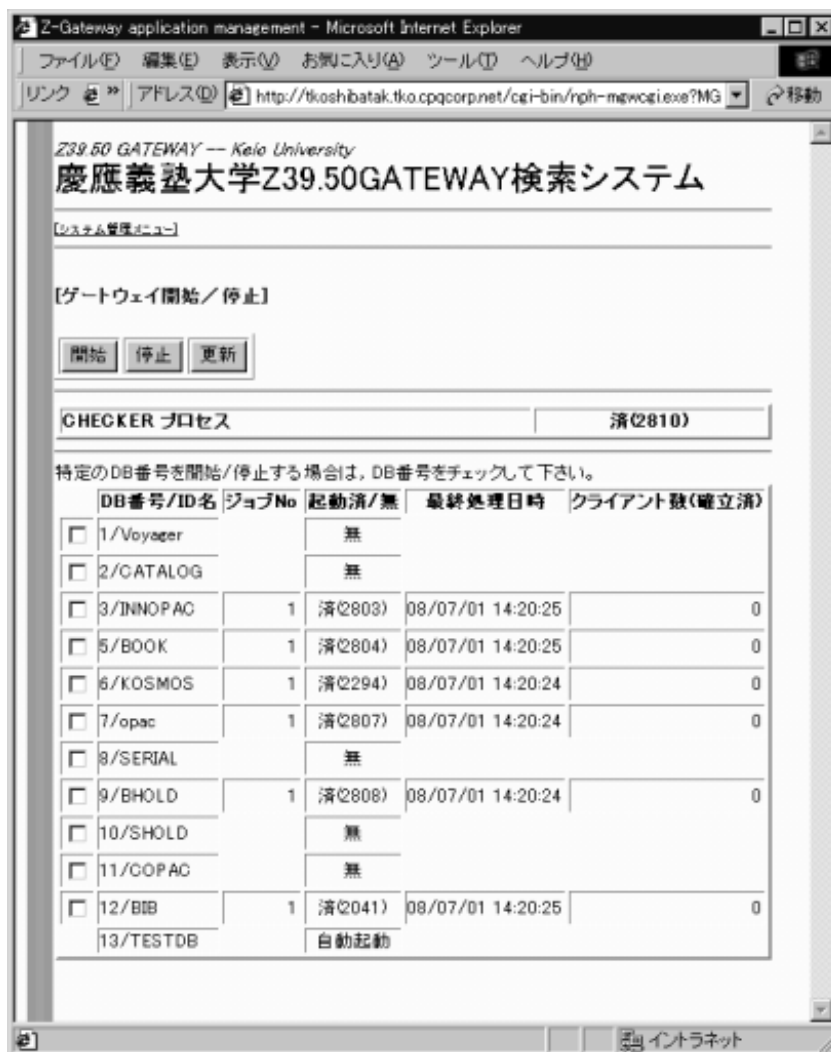 Z-Gateway application management - Microsoft Internet Explorer
ファイル(F) 編集(E) 表示(V) お気に入り(A) ツール(T) ヘルプ(H)
リンク » アドレス(D) http://tkoshibatak.tko.cpqcorp.net/cgi-bin/nph-mgwcgi.exe?MG 移動
Z39.50 GATEWAY -- Keio University
慶應義塾大学Z39.50GATEWAY検索システム
[システム管理メニュー]
[ゲートウェイ開始／停止]
開始 停止 更新
CHECKER プロセス 済(2810)
特定のDB番号を開始/停止する場合は，DB番号をチェックして下さい。
DB番号/ID名 ジョブNo 起動済/無 最終処理日時 クライアント数(確立済)
1/Voyager 無
2/CATALOG 無
3/INNOPAC 1 済(2803) 08/07/01 14:20:25 0
5/BOOK 1 済(2804) 08/07/01 14:20:25 0
6/KOSMOS 1 済(2294) 08/07/01 14:20:24 0
7/opac 1 済(2807) 08/07/01 14:20:24 0
8/SERIAL 無
9/BHOLD 1 済(2808) 08/07/01 14:20:24 0
10/SHOLD 無
11/COPAC 無
12/BIB 1 済(2041) 08/07/01 14:20:25 0
13/TESTDB 自動起動
イントラネット